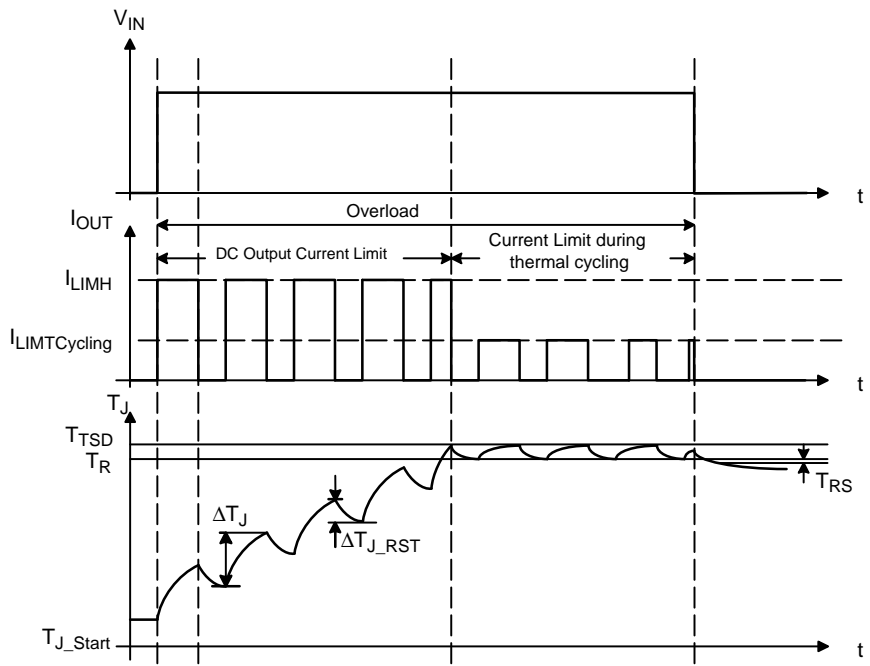 V_IN
t
I_OUT
Overload
DC Output Current Limit
Current Limit during
thermal cycling
I_LIMH
I_LIMTCycling
t
T_J
T_TSD
T_R
T_RS
ΔT_J
ΔT_J_RST
T_J_Start
t